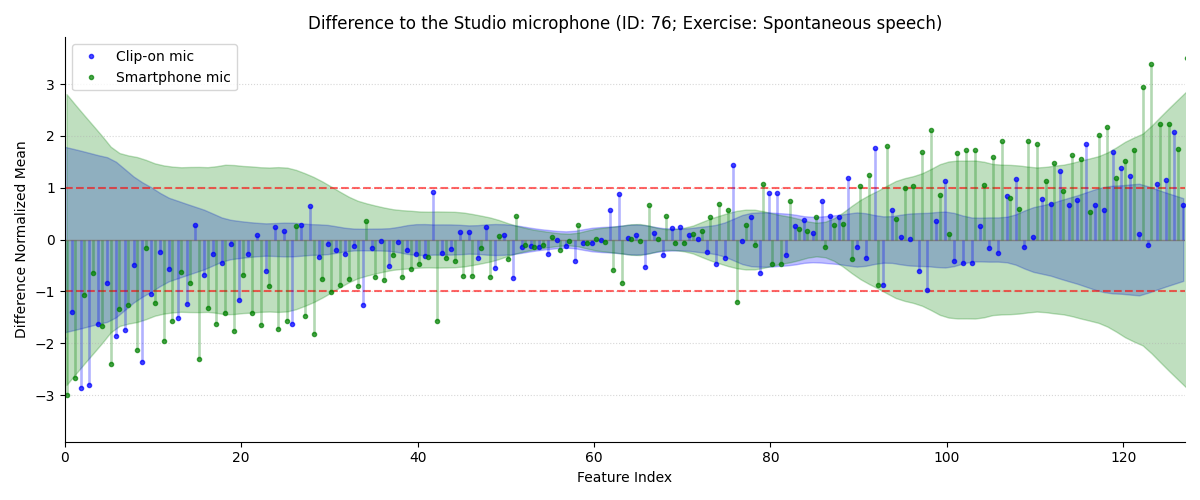 Difference to the Studio microphone (ID: 76; Exercise: Spontaneous speech)
Clip-on mic
Smartphone mic
Difference Normalized Mean
3
2
1
0
−1
−2
−3
0 20 40 60 80 100 120
Feature Index